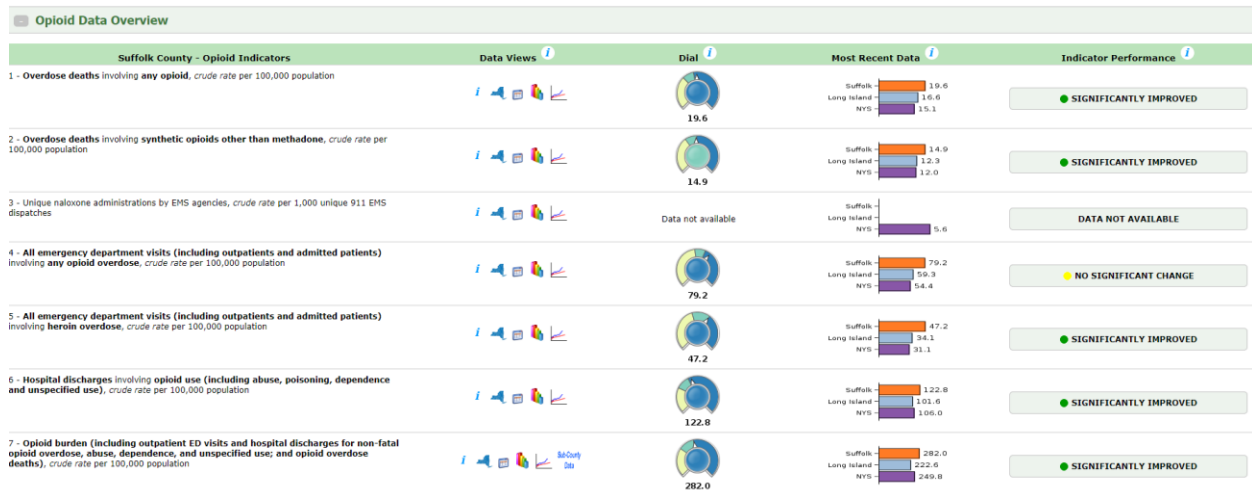 Opioid Data Overview
Suffolk County - Opioid Indicators Data Views i Dial i Most Recent Data i Indicator Performance i
1 - Overdose deaths involving any opioid, crude rate per 100,000 population
i
19.6
Suffolk 19.6
Long Island 16.6
NYS 15.1
SIGNIFICANTLY IMPROVED
2 - Overdose deaths involving synthetic opioids other than methadone, crude rate per
100,000 population
i
14.9
Suffolk 14.9
Long Island 12.3
NYS 12.0
SIGNIFICANTLY IMPROVED
3 - Unique naloxone administrations by EMS agencies, crude rate per 1,000 unique 911 EMS
dispatches
i
Data not available
Suffolk
Long Island
NYS 5.6
DATA NOT AVAILABLE
4 - All emergency department visits (including outpatients and admitted patients)
involving any opioid overdose, crude rate per 100,000 population
i
79.2
Suffolk 79.2
Long Island 59.3
NYS 54.4
NO SIGNIFICANT CHANGE
5 - All emergency department visits (including outpatients and admitted patients)
involving heroin overdose, crude rate per 100,000 population
i
47.2
Suffolk 47.2
Long Island 34.1
NYS 31.1
SIGNIFICANTLY IMPROVED
6 - Hospital discharges involving opioid use (including abuse, poisoning, dependence
and unspecified use), crude rate per 100,000 population
i
122.8
Suffolk 122.8
Long Island 101.6
NYS 106.0
SIGNIFICANTLY IMPROVED
7 - Opioid burden (including outpatient ED visits and hospital discharges for non-fatal
opioid overdose, abuse, dependence, and unspecified use; and opioid overdose
deaths), crude rate per 100,000 population
i
Sub-County
Data
282.0
Suffolk 282.0
Long Island 222.6
NYS 249.8
SIGNIFICANTLY IMPROVED